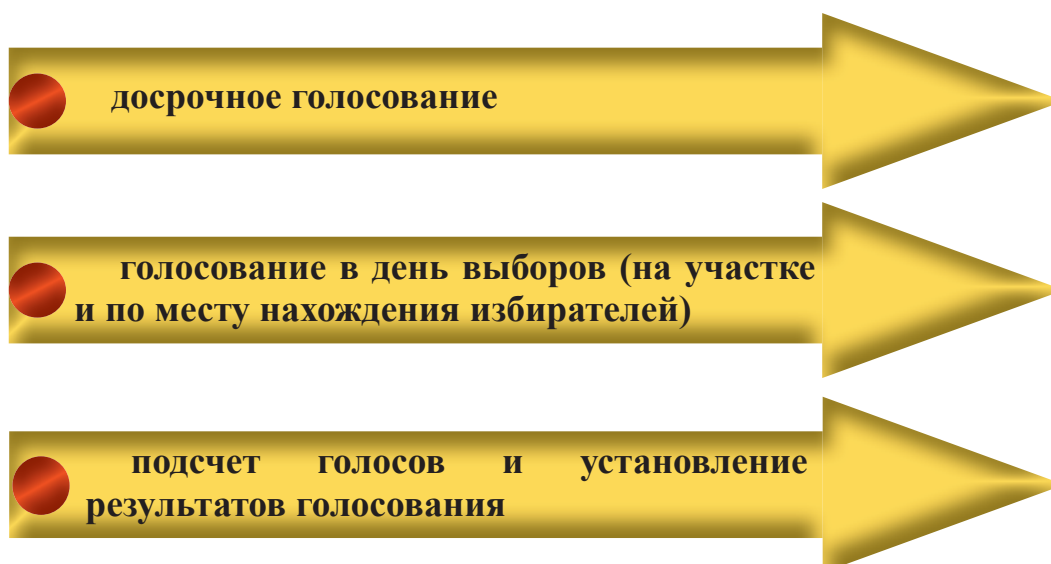 досрочное голосование
голосование в день выборов (на участке
и по месту нахождения избирателей)
подсчет голосов и установление
результатов голосования